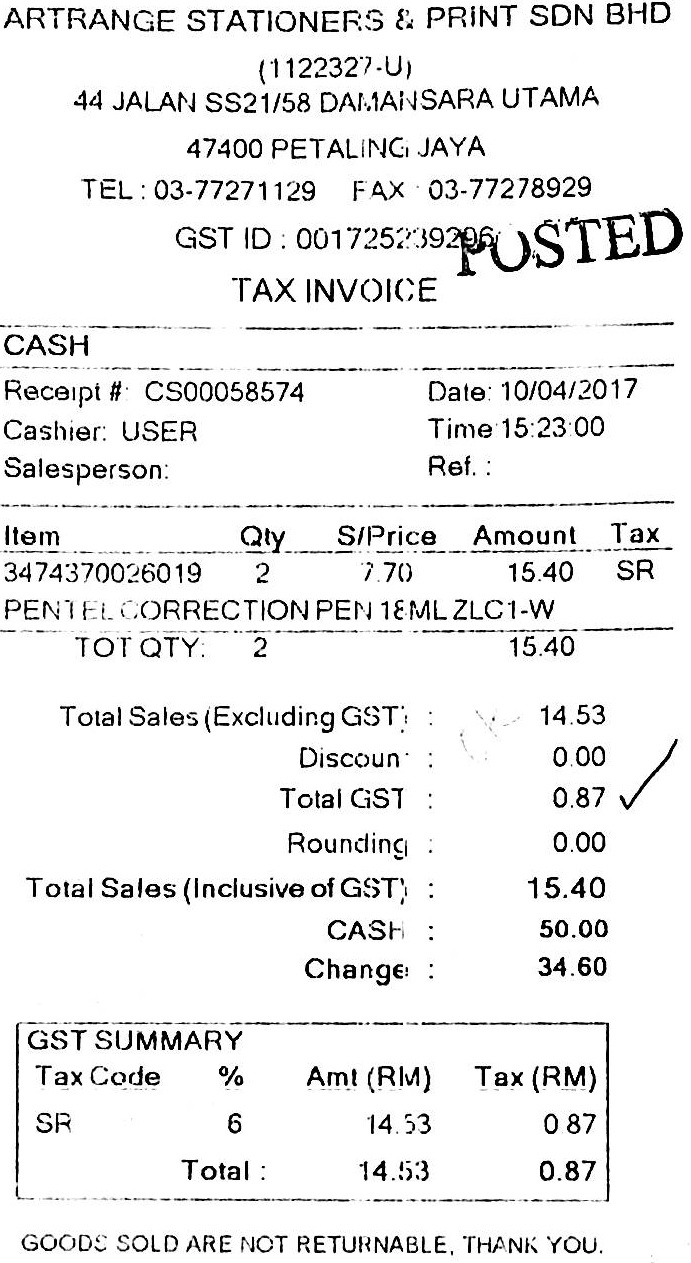 ARTRANGE STATIONERS & PRINT SDN BHD
(1122327-U)
44 JALAN SS21/58 DAMANSARA UTAMA
47400 PETALING JAYA
TEL : 03-77271129 FAX : 03-77278929
GST ID : 001725239296
POSTED
TAX INVOICE
CASH
Receipt #: CS00058574 Date: 10/04/2017
Cashier: USER Time:15:23:00
Salesperson: Ref. :
Item Qty S/Price Amount Tax
3474370026019 2 7.70 15.40 SR
PENTEL CORRECTION PEN 18ML ZLC1-W
TOT QTY: 2 15.40
Total Sales (Excluding GST) : 14.53
Discount : 0.00
Total GST : 0.87
Rounding : 0.00
Total Sales (Inclusive of GST) : 15.40
CASH : 50.00
Change : 34.60
GST SUMMARY
Tax Code % Amt (RM) Tax (RM)
SR 6 14.53 0.87
Total : 14.53 0.87
GOODS SOLD ARE NOT RETURNABLE, THANK YOU.